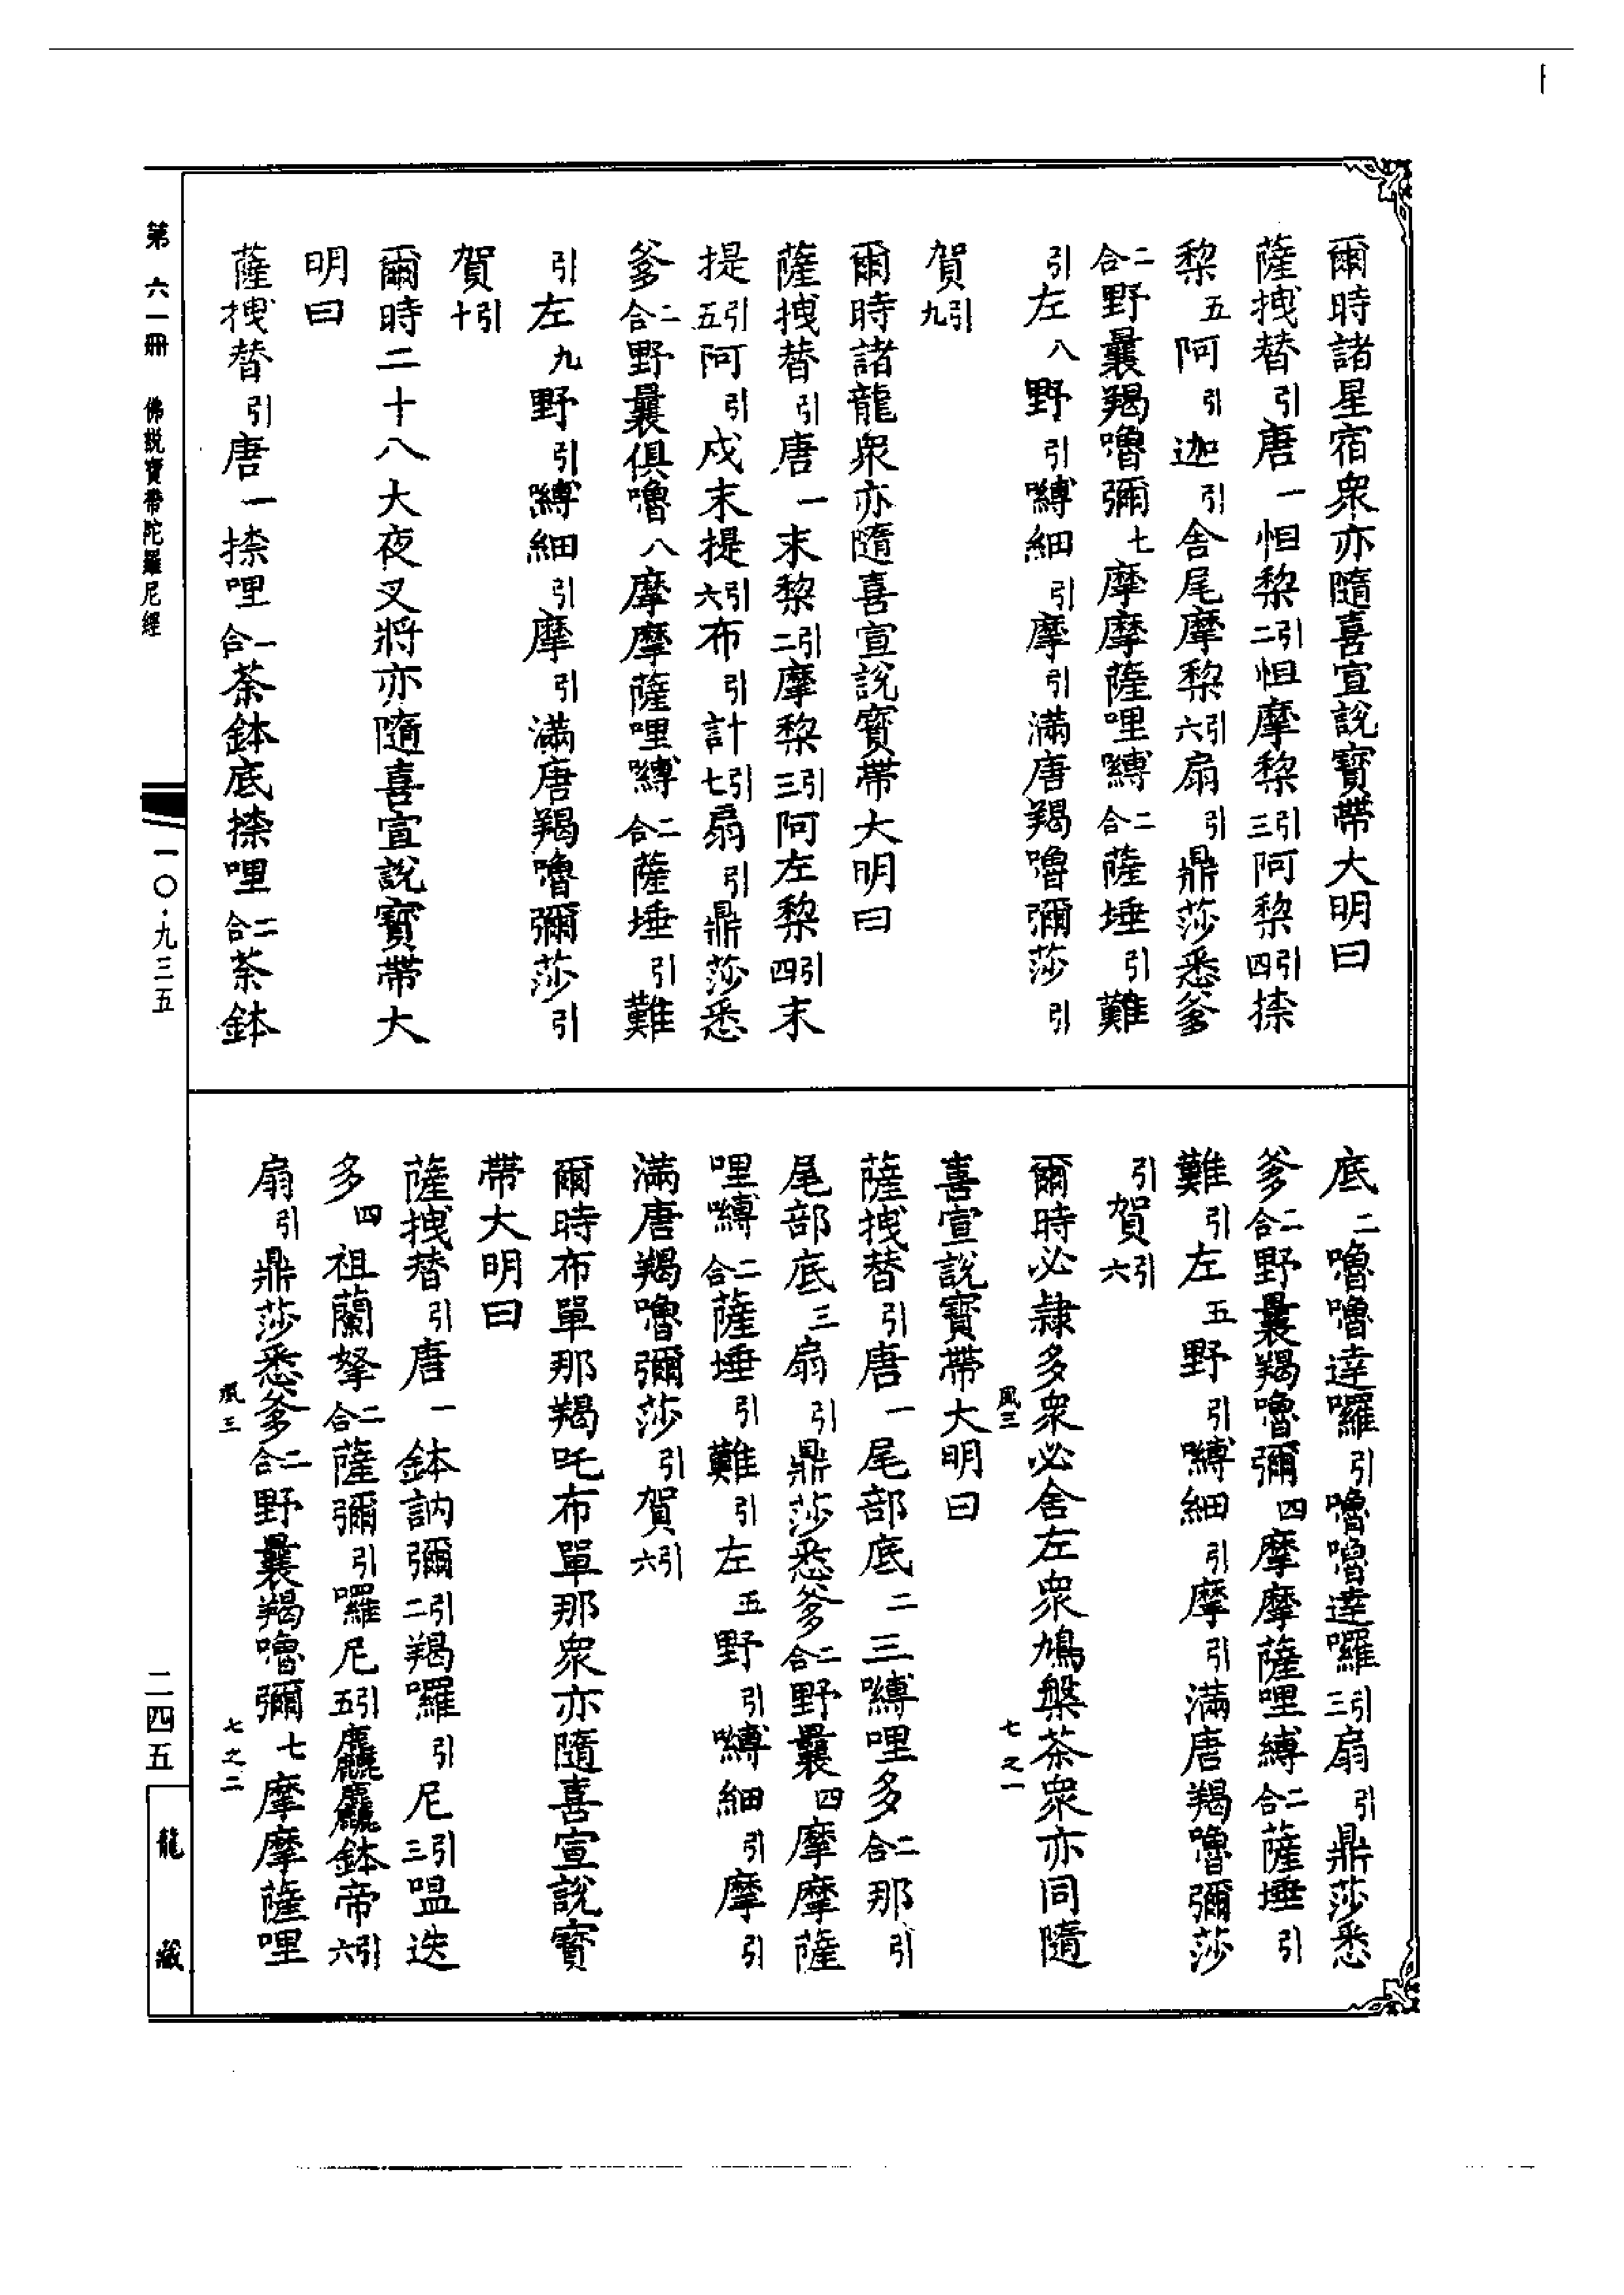 爾時諸星宿衆亦隨喜宣說寶帶大明曰
薩拽替引唐一怛黎引二怛摩黎引三阿黎引四捺
黎五阿引迦引舍尾摩黎引六扇引鼎莎悉爹
二合野曩羯嚕彌七摩摩薩哩嚩二合薩埵引難
引左八野引嚩細引摩引滿唐羯嚕彌莎引
賀引九
爾時諸龍衆亦隨喜宣說寶帶大明曰
薩拽替引唐一末黎引二摩黎引三阿左黎引四末
提引五阿引戍末提引六布引計引七扇引鼎莎悉
爹二合野曩俱嚕八摩摩薩哩嚩二合薩埵引難
引左九野引嚩細引摩引滿唐羯嚕彌莎引
賀引十
爾時二十八大夜叉將亦隨喜宣說寶帶大
明曰
薩拽替引唐一捺哩二合荼鉢底捺哩二合荼鉢
底二嚕嚕達囉引嚕嚕達囉引三扇引鼎莎悉
爹二合野曩羯嚕彌四摩摩薩哩嚩二合薩埵引
難引左五野引嚩細引摩引滿唐羯嚕彌莎
引賀引六
爾時必隸多衆必舍左衆鳩槃荼衆亦同隨
風三 七之一
喜宣說寶帶大明曰
薩拽替引唐一尾部底二三嚩哩多二合那引
尾部底三扇引鼎莎悉爹二合野曩四摩摩薩
哩嚩二合薩埵引難引左五野引嚩細引摩引
滿唐羯嚕彌莎引賀引六
爾時布單那羯吒布單那衆亦隨喜宣說寶
帶大明曰
薩拽替引唐一鉢訥彌引二羯囉引尼引三嗢迭
多四祖蘭拏二合薩彌引囉尼引五麤麤鉢帝引六
扇引鼎莎悉爹二合野曩羯嚕彌七摩摩薩哩
風三 七之二
第六一冊 佛說寶帶陀羅尼經
一〇·九三五
二四五
龍藏